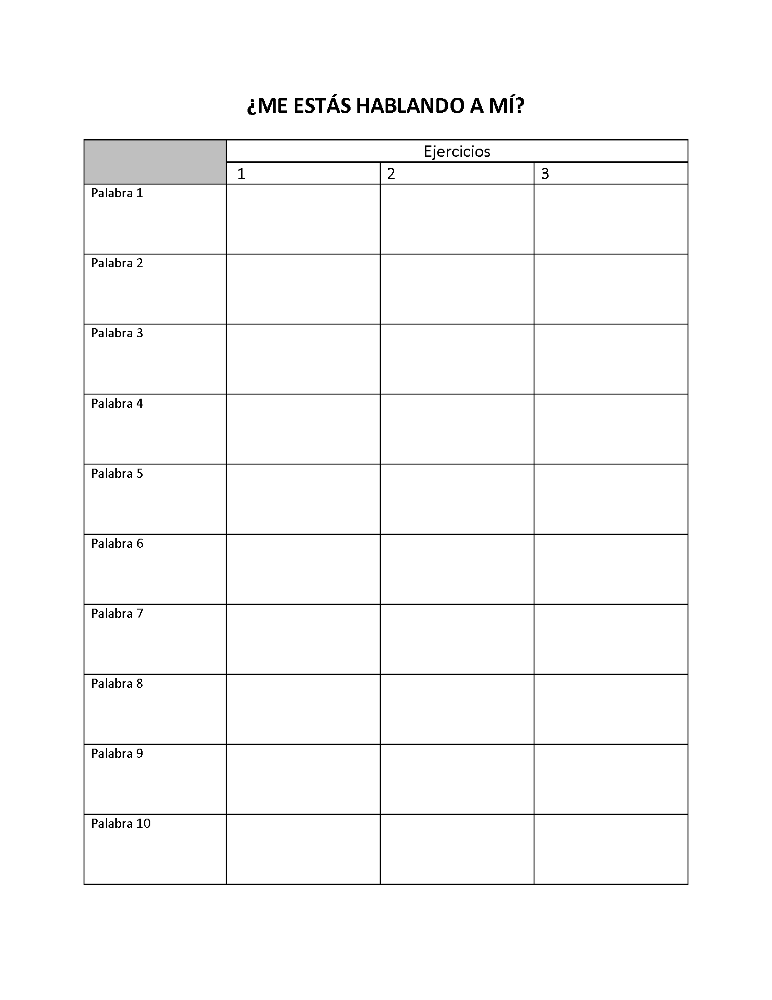 ¿ME ESTÁS HABLANDO A MÍ?
Ejercicios
1 2 3
Palabra 1
Palabra 2
Palabra 3
Palabra 4
Palabra 5
Palabra 6
Palabra 7
Palabra 8
Palabra 9
Palabra 10